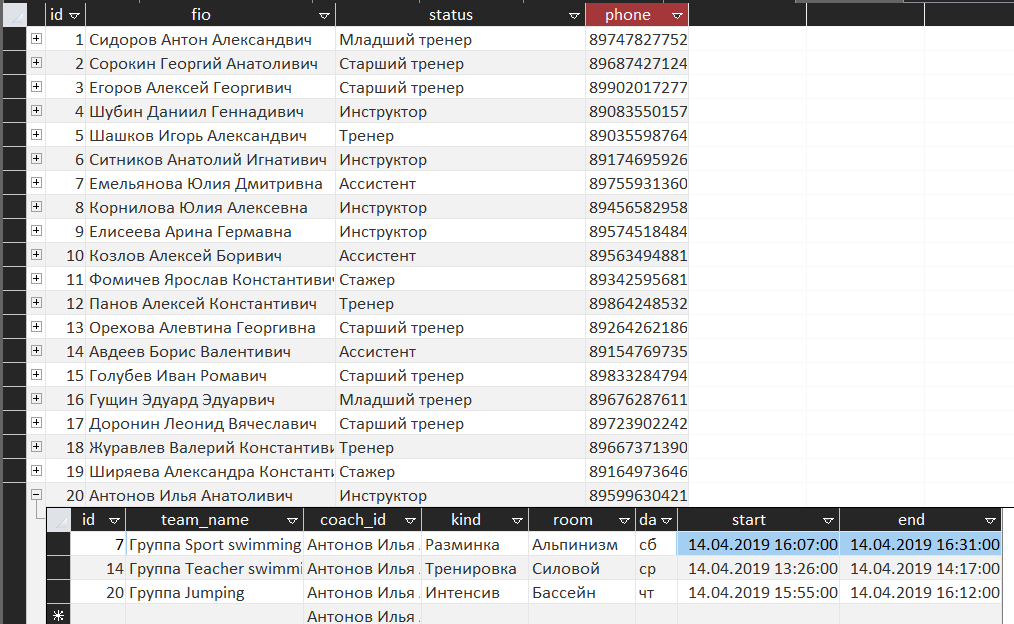 id fio status phone
1 Сидоров Антон Александвич Младший тренер 89747827752
2 Сорокин Георгий Анатоливич Старший тренер 89687427124
3 Егоров Алексей Георгивич Старший тренер 89902017277
4 Шубин Даниил Геннадивич Инструктор 89083550157
5 Шашков Игорь Александвич Тренер 89035598764
6 Ситников Анатолий Игнативич Инструктор 89174695926
7 Емельянова Юлия Дмитривна Ассистент 89755931360
8 Корнилова Юлия Алексевна Инструктор 89456582958
9 Елисеева Арина Гермавна Инструктор 89574518484
10 Козлов Алексей Боривич Ассистент 89563494881
11 Фомичев Ярослав Константивич Стажер 89342595681
12 Панов Алексей Константивич Тренер 89864248532
13 Орехова Алевтина Георгивна Старший тренер 89264262186
14 Авдеев Борис Валентивич Ассистент 89154769735
15 Голубев Иван Ромавич Старший тренер 89833284794
16 Гущин Эдуард Эдуарвич Младший тренер 89676287611
17 Доронин Леонид Вячеславич Старший тренер 89723902242
18 Журавлев Валерий Константиви Тренер 89667371390
19 Ширяева Александра Константи Стажер 89164973646
20 Антонов Илья Анатоливич Инструктор 89599630421
id team_name coach_id kind room da start end
7 Группа Sport swimming Антонов Илья Разминка Альпинизм сб 14.04.2019 16:07:00 14.04.2019 16:31:00
14 Группа Teacher swimmi Антонов Илья Тренировка Силовой ср 14.04.2019 13:26:00 14.04.2019 14:17:00
20 Группа Jumping Антонов Илья Интенсив Бассейн чт 14.04.2019 15:55:00 14.04.2019 16:12:00
Антонов Илья